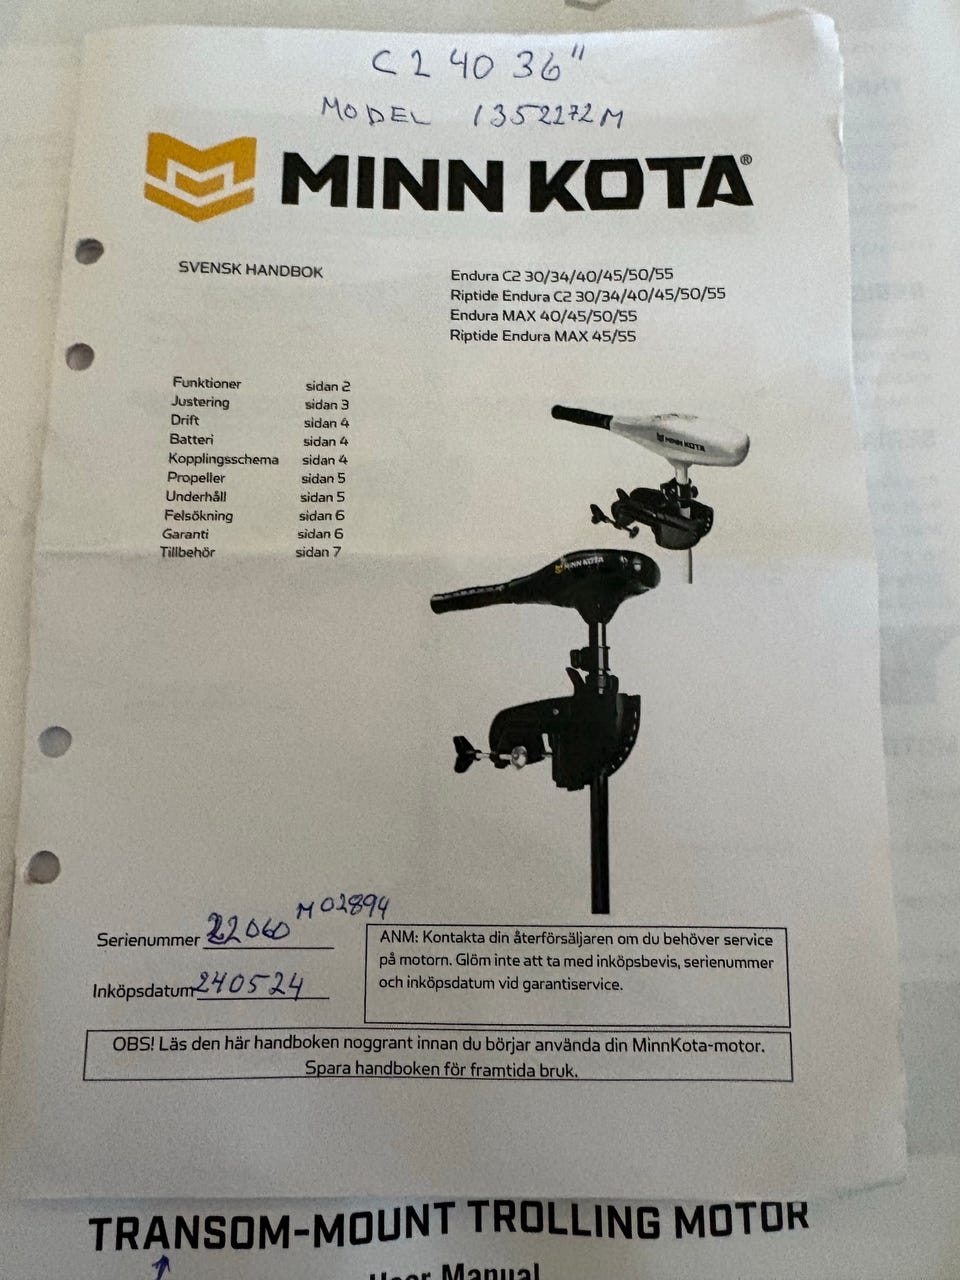 C2 40 36"
MODEL 1352272M
MINN KOTA®
SVENSK HANDBOK
Endura C2 30/34/40/45/50/55
Riptide Endura C2 30/34/40/45/50/55
Endura MAX 40/45/50/55
Riptide Endura MAX 45/55
Funktioner sidan 2
Justering sidan 3
Drift sidan 4
Batteri sidan 4
Kopplingsschema sidan 4
Propeller sidan 5
Underhåll sidan 5
Felsökning sidan 6
Garanti sidan 6
Tillbehör sidan 7
MINN KOTA
MINN KOTA
Serienummer 22060 M02894
Inköpsdatum 240524
ANM: Kontakta din återförsäljaren om du behöver service
på motorn. Glöm inte att ta med inköpsbevis, serienummer
och inköpsdatum vid garantiservice.
OBS! Läs den här handboken noggrant innan du börjar använda din MinnKota-motor.
Spara handboken för framtida bruk.
TRANSOM-MOUNT TROLLING MOTOR
User Manual